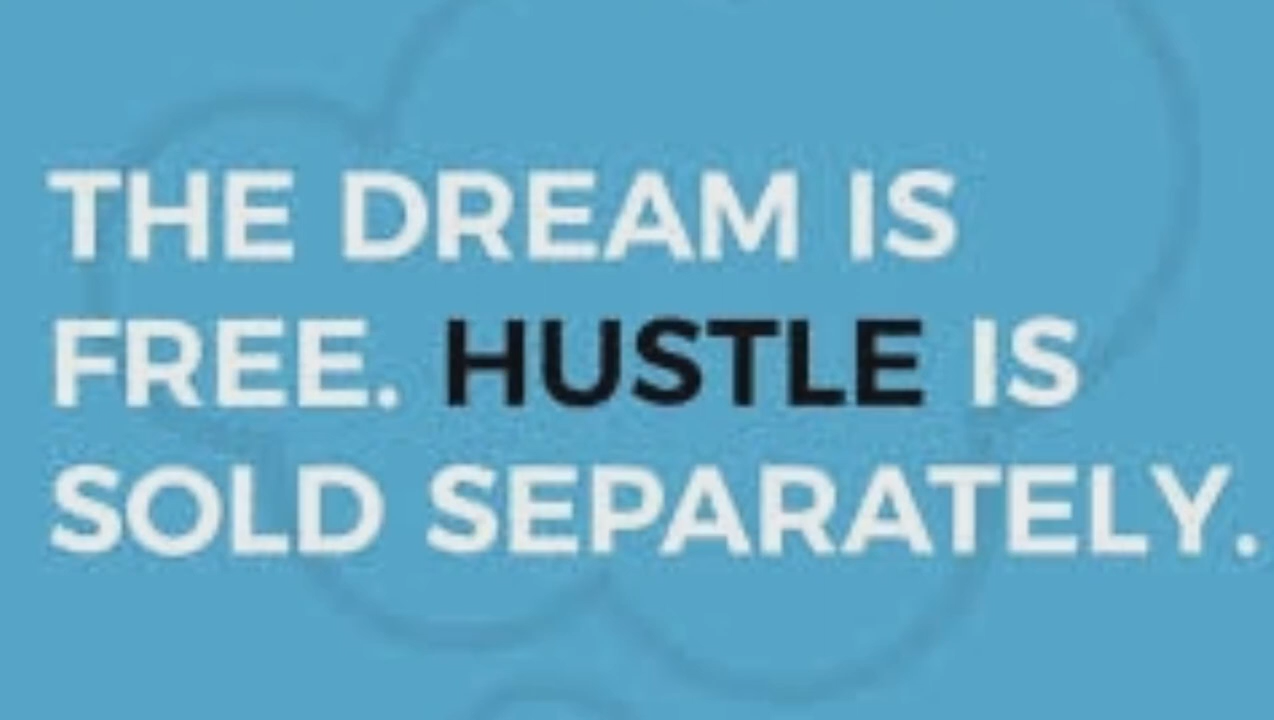 THE DREAM IS
FREE. HUSTLE IS
SOLD SEPARATELY.